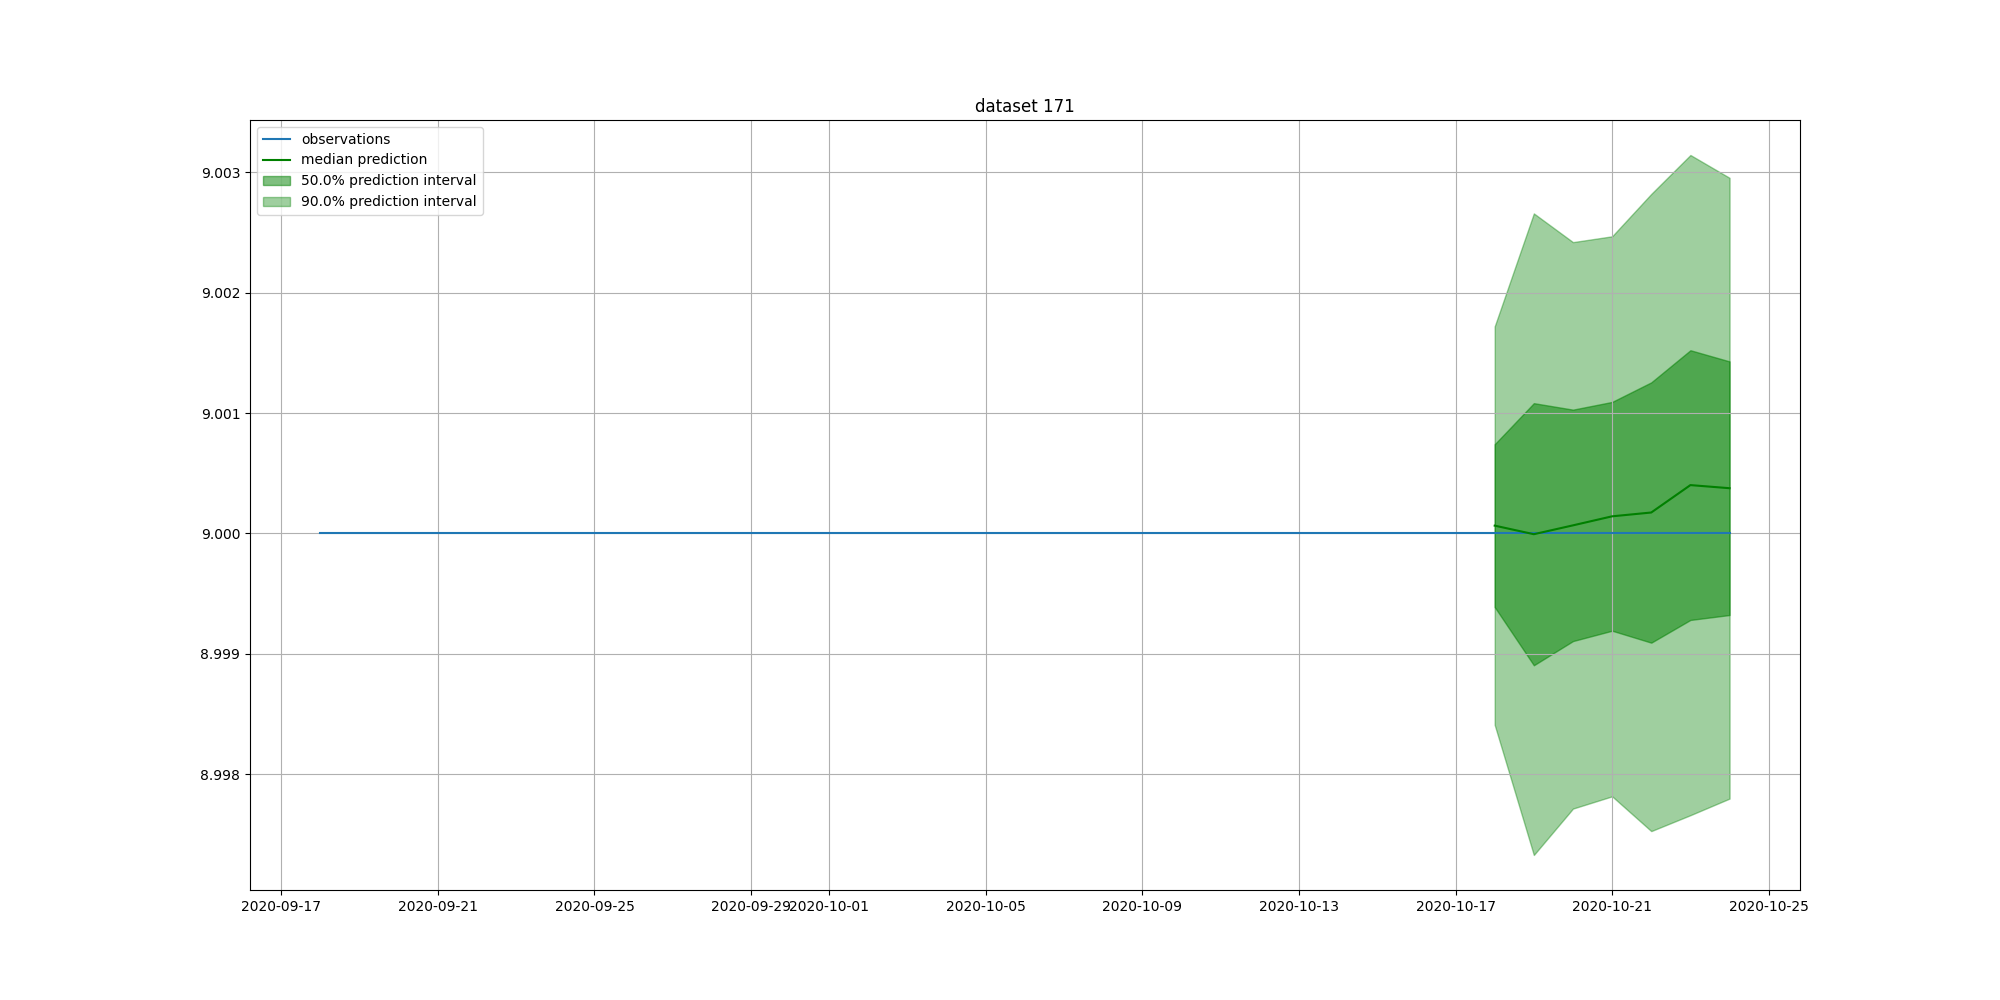 dataset 171
observations
median prediction
50.0% prediction interval
90.0% prediction interval
9.003
9.002
9.001
9.000
8.999
8.998
2020-09-17 2020-09-21 2020-09-25 2020-09-29 2020-10-01 2020-10-05 2020-10-09 2020-10-13 2020-10-17 2020-10-21 2020-10-25